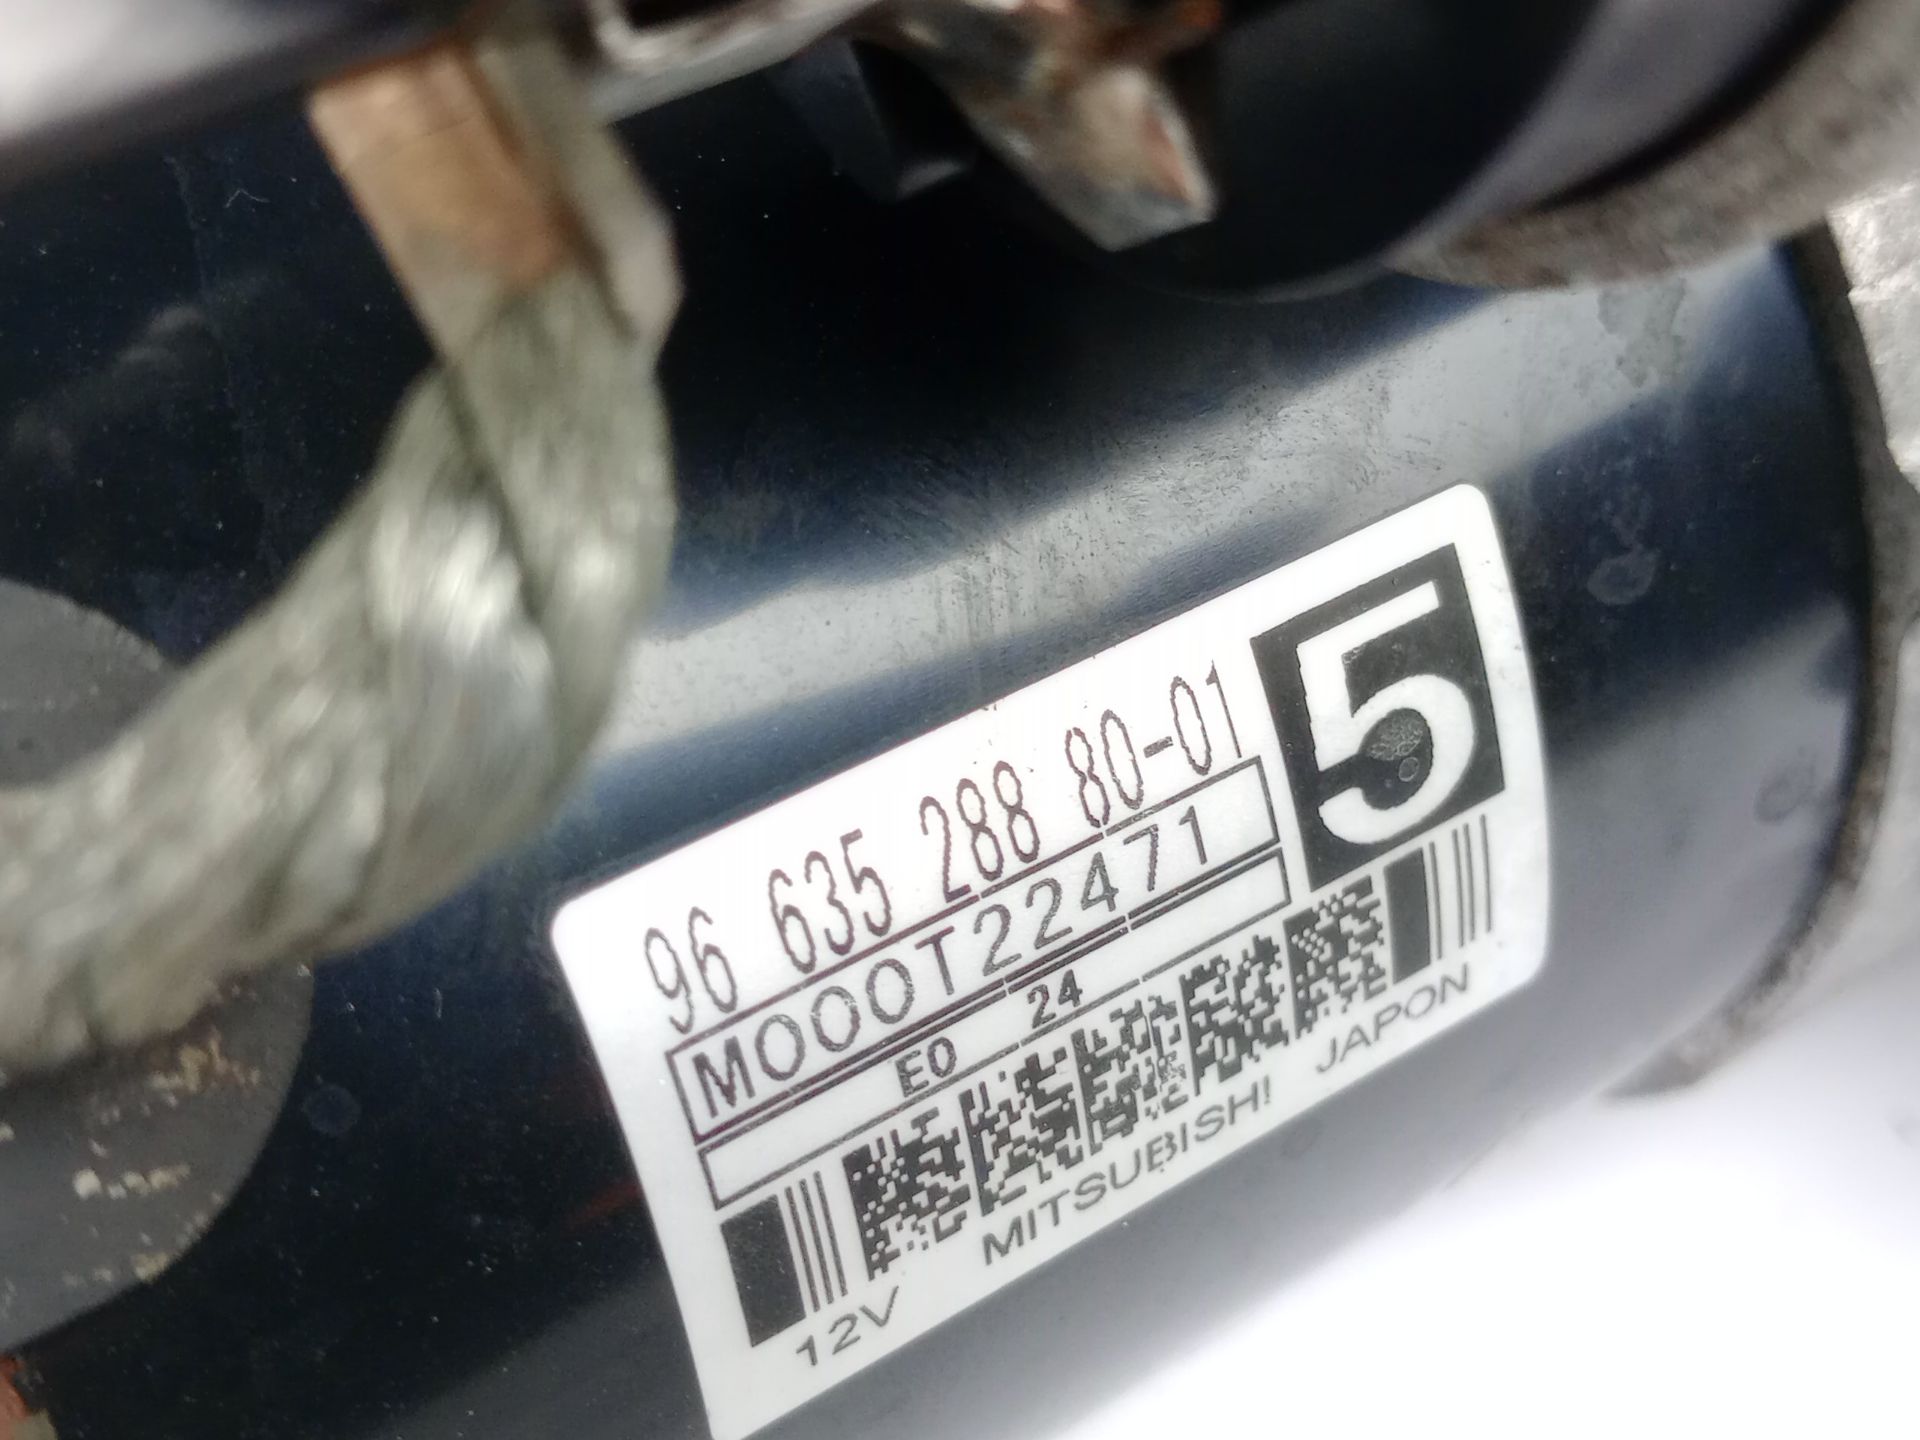 96 635 288 80-01
5
M000T22471
E0 24
12V MITSUBISHI JAPON